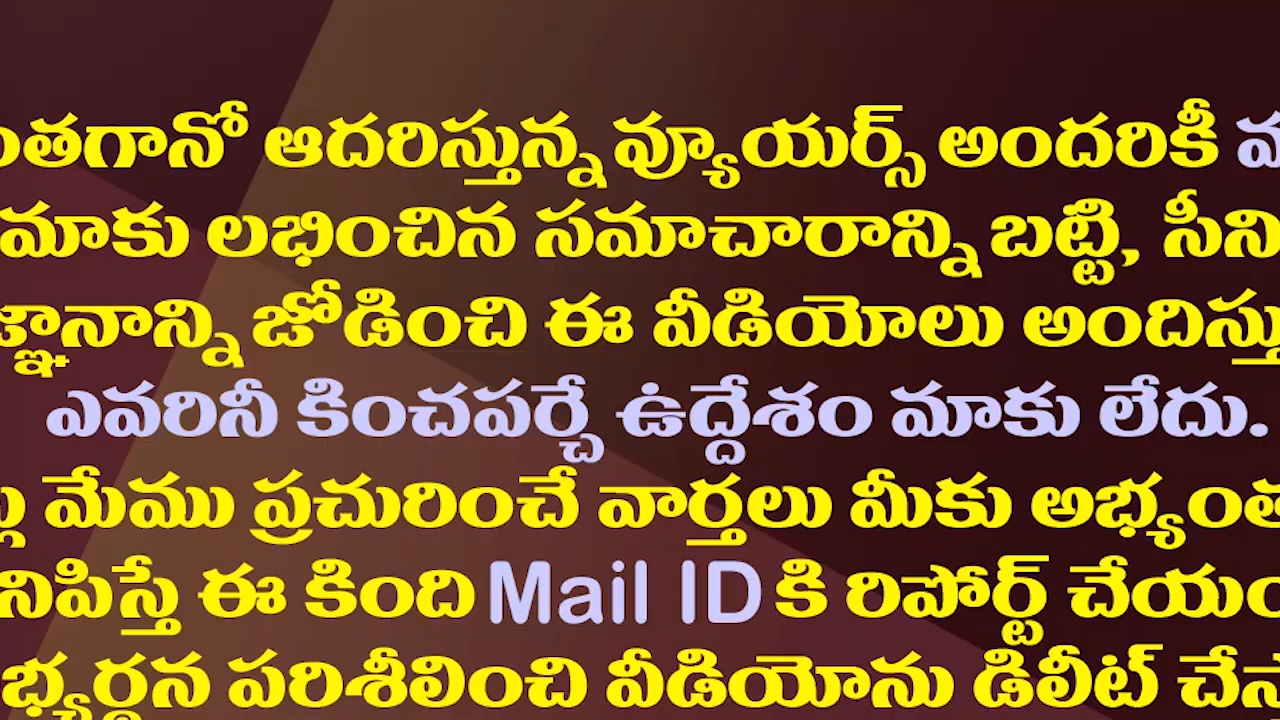 ంతగానో ఆదరిస్తున్న వ్యూయర్స్ అందరికీ
మాకు లభించిన సమాచారాన్ని బట్టి, సీని
జ్ఞానాన్ని జోడించి ఈ వీడియోలు అందిస్తు
ఎవరినీ కించపర్చే ఉద్దేశం మాకు లేదు.
మేము ప్రచురించే వార్తలు మీకు అభ్యంత
నిపిస్తే ఈ కింది Mail ID కి రిపోర్ట్ చేయం
భ్యర్థన పరిశీలించి వీడియోను డిలీట్ చేస